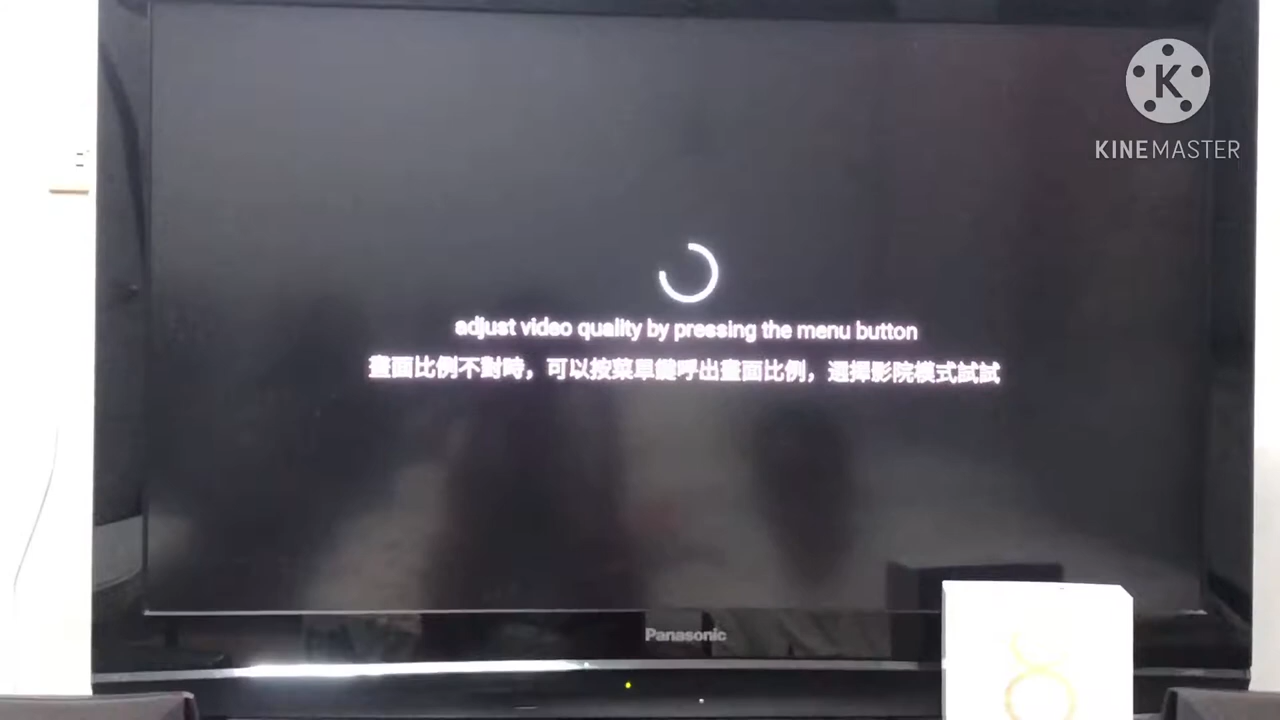 K
KINEMASTER
adjust video quality by pressing the menu button
畫面比例不對時，可以按菜單鍵呼出畫面比例，選擇影院模式試試
Panasonic